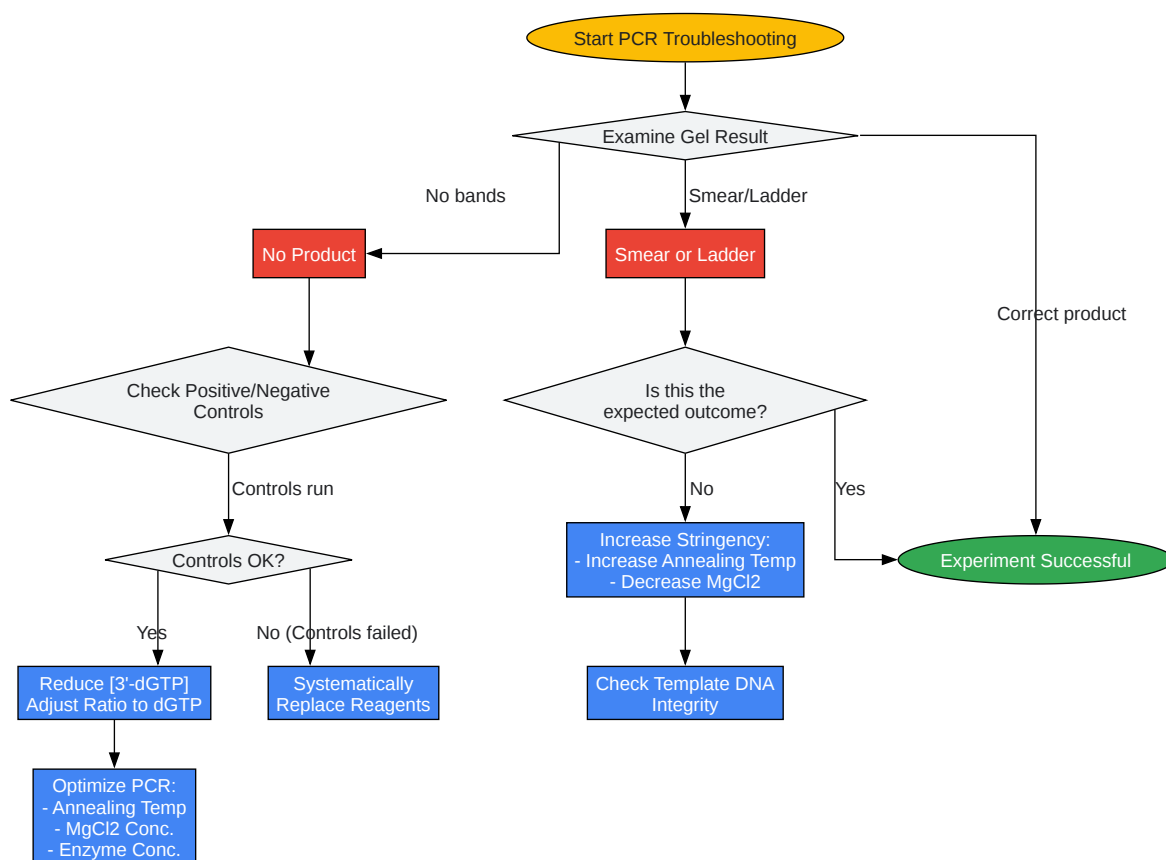 Start PCR Troubleshooting
Examine Gel Result
No bands
Smear/Ladder
No Product
Smear or Ladder
Correct product
Check Positive/Negative
Controls
Is this the
expected outcome?
Controls run
No
Yes
Controls OK?
Increase Stringency:
- Increase Annealing Temp
- Decrease MgCl2
Experiment Successful
Yes
No (Controls failed)
Reduce [3'-dGTP]
Adjust Ratio to dGTP
Systematically
Replace Reagents
Check Template DNA
Integrity
Optimize PCR:
- Annealing Temp
- MgCl2 Conc.
- Enzyme Conc.